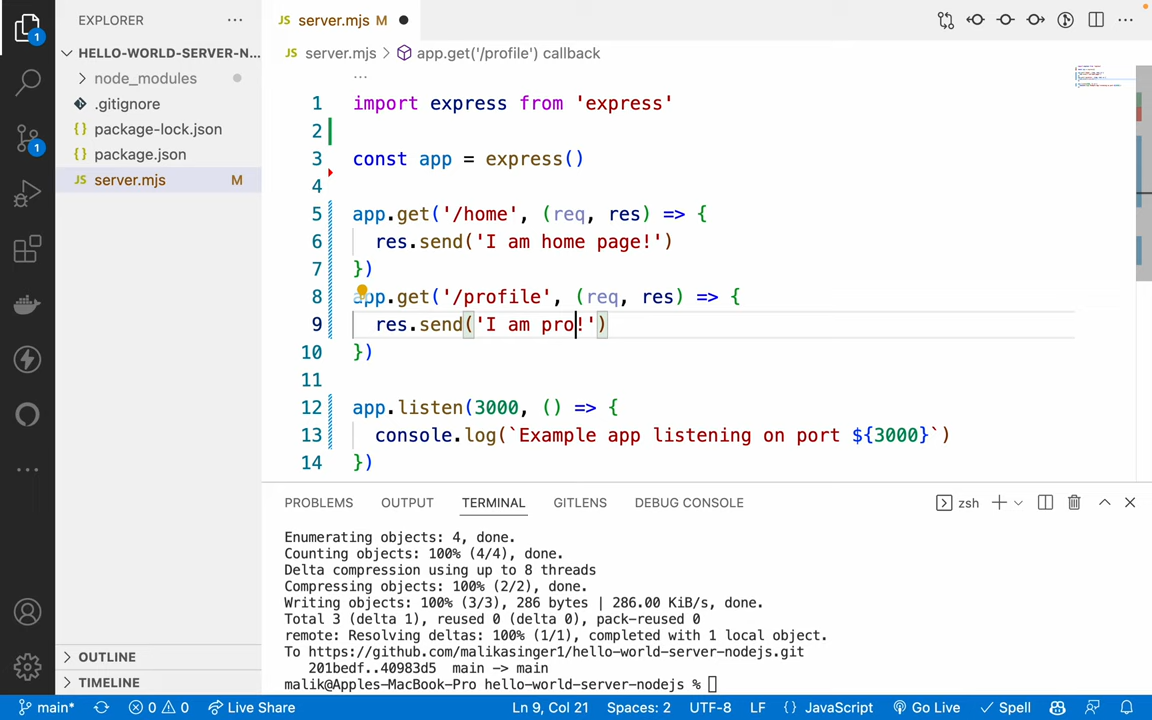 EXPLORER
server.mjs M
HELLO-WORLD-SERVER-N...
server.mjs > app.get('/profile') callback
node_modules
.gitignore
package-lock.json
package.json
server.mjs M
1 import express from 'express'
2
3 const app = express()
4
5 app.get('/home', (req, res) => {
6 res.send('I am home page!')
7 })
8 app.get('/profile', (req, res) => {
9 res.send('I am pro!')
10 })
11
12 app.listen(3000, () => {
13 console.log(`Example app listening on port ${3000}`)
14 })
PROBLEMS OUTPUT TERMINAL GITLENS DEBUG CONSOLE zsh
Enumerating objects: 4, done.
Counting objects: 100% (4/4), done.
Delta compression using up to 8 threads
Compressing objects: 100% (2/2), done.
Writing objects: 100% (3/3), 286 bytes | 286.00 KiB/s, done.
Total 3 (delta 1), reused 0 (delta 0), pack-reused 0
remote: Resolving deltas: 100% (1/1), completed with 1 local object.
To https://github.com/malikasinger1/hello-world-server-nodejs.git
201bedf..40983d5 main -> main
malik@Apples-MacBook-Pro hello-world-server-nodejs %
OUTLINE
TIMELINE
main* 0 0 Live Share Ln 9, Col 21 Spaces: 2 UTF-8 LF {} JavaScript Go Live Spell
1
1
JS
JS
JS